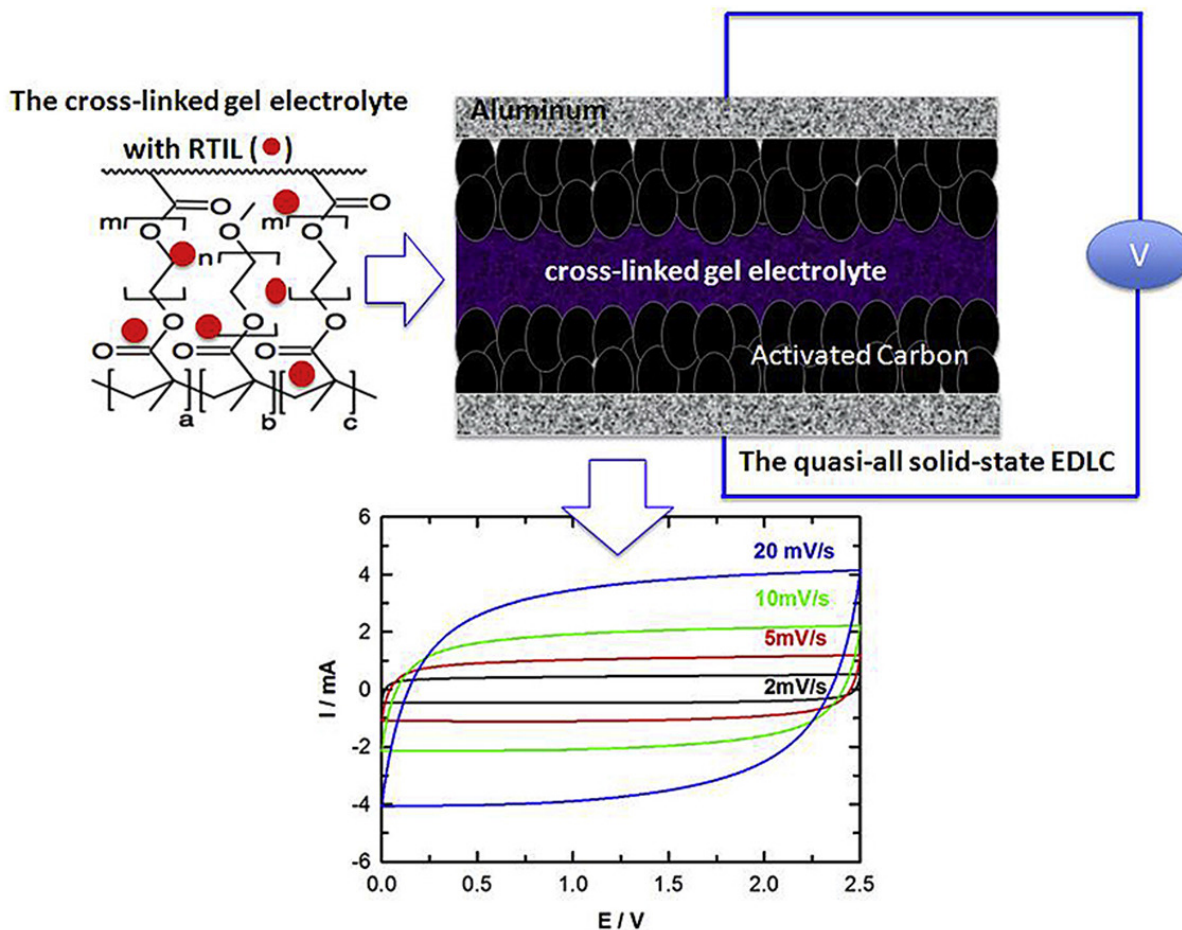 The cross-linked gel electrolyte
with RTIL ( )
Aluminum
O
O
m
m
O
O
O
n
V
cross-linked gel electrolyte
O
O
O
O
O
O
Activated Carbon
a
b
c
The quasi-all solid-state EDLC
6
20 mV/s
4
10mV/s
2
5mV/s
I / mA
0
2mV/s
-2
-4
-6
0.0 0.5 1.0 1.5 2.0 2.5
E / V